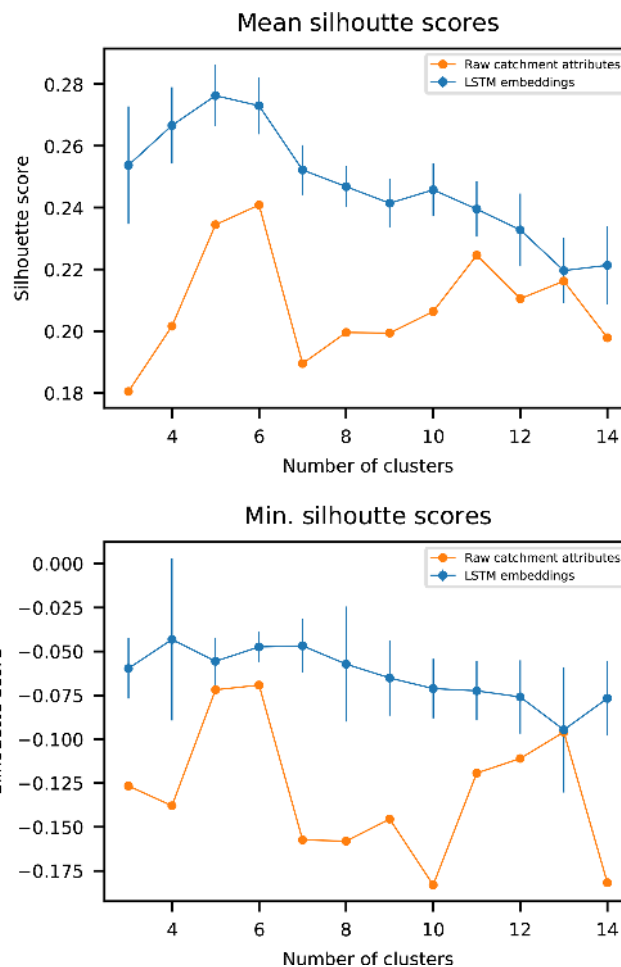 Mean silhoutte scores
Raw catchment attributes
LSTM embeddings
Silhouette score
0.28
0.26
0.24
0.22
0.20
0.18
4 6 8 10 12 14
Number of clusters
Min. silhoutte scores
Raw catchment attributes
LSTM embeddings
0.000
−0.025
−0.050
−0.075
−0.100
−0.125
−0.150
−0.175
4 6 8 10 12 14
Number of clusters